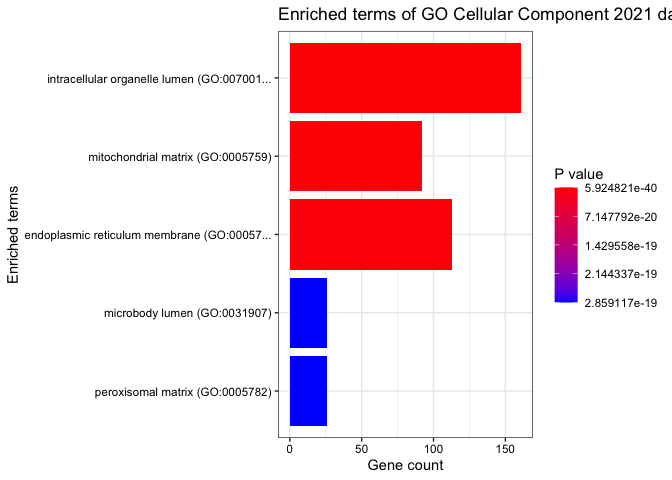 Enriched terms of GO Cellular Component 2021 da
intracellular organelle lumen (GO:007001...
mitochondrial matrix (GO:0005759)
endoplasmic reticulum membrane (GO:00057...
microbody lumen (GO:0031907)
peroxisomal matrix (GO:0005782)
Enriched terms
0 50 100 150
Gene count
P value
5.924821e-40
7.147792e-20
1.429558e-19
2.144337e-19
2.859117e-19